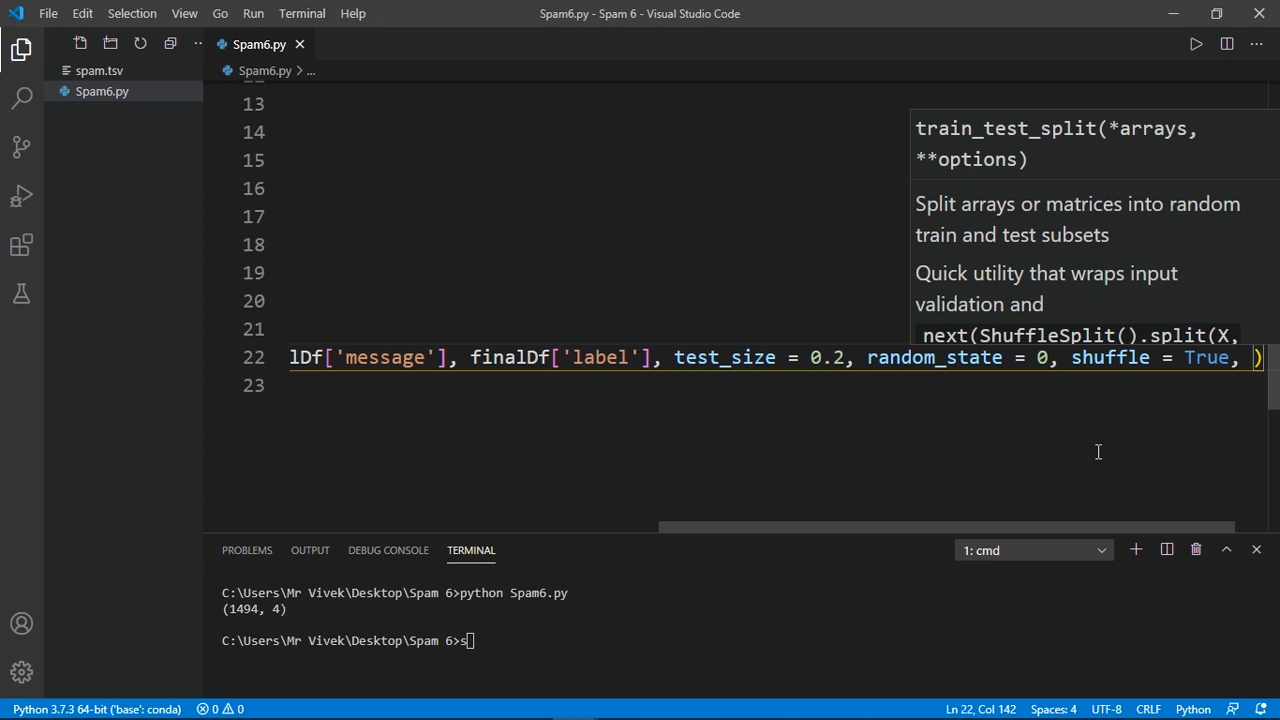 File Edit Selection View Go Run Terminal Help
Spam6.py - Spam 6 - Visual Studio Code
Spam6.py
spam.tsv
Spam6.py
Spam6.py > ...
13
14
15
16
17
18
19
20
21
22 lDf['message'], finalDf['label'], test_size = 0.2, random_state = 0, shuffle = True, )
23
train_test_split(*arrays,
**options)
Split arrays or matrices into random
train and test subsets
Quick utility that wraps input
validation and
next(ShuffleSplit().split(X,
PROBLEMS OUTPUT DEBUG CONSOLE TERMINAL
1: cmd
C:\Users\Mr Vivek\Desktop\Spam 6>python Spam6.py
(1494, 4)
C:\Users\Mr Vivek\Desktop\Spam 6>s
Python 3.7.3 64-bit ('base': conda) 0 0 Ln 22, Col 142 Spaces: 4 UTF-8 CRLF Python